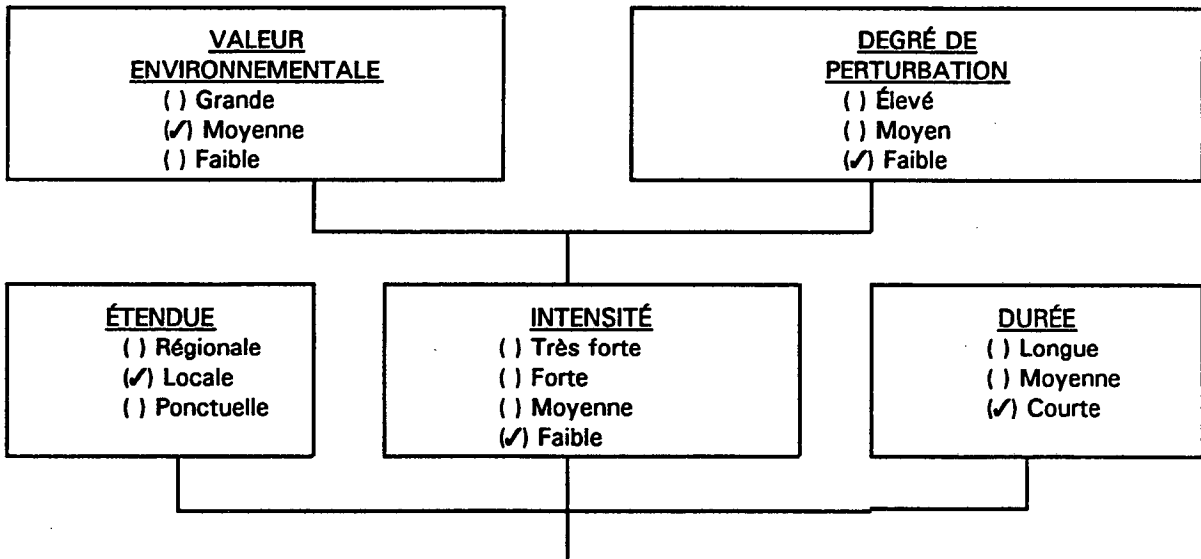 VALEUR
ENVIRONNEMENTALE
( ) Grande
(✓) Moyenne
( ) Faible
DEGRÉ DE
PERTURBATION
( ) Élevé
( ) Moyen
(✓) Faible
ÉTENDUE
( ) Régionale
(✓) Locale
( ) Ponctuelle
INTENSITÉ
( ) Très forte
( ) Forte
( ) Moyenne
(✓) Faible
DURÉE
( ) Longue
( ) Moyenne
(✓) Courte